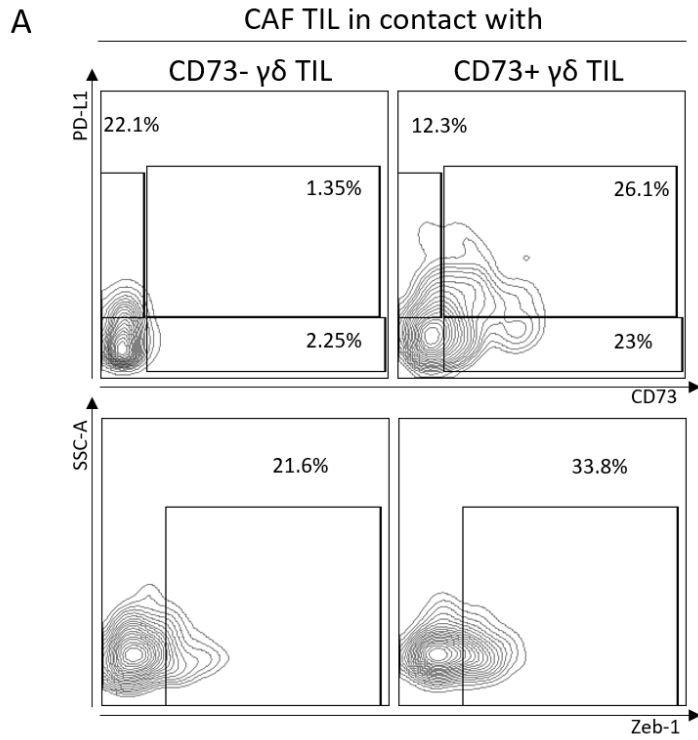 A
CAF TIL in contact with
CD73- γδ TIL
CD73+ γδ TIL
PD-L1
22.1%
1.35%
2.25%
12.3%
26.1%
23%
CD73
SSC-A
21.6%
33.8%
Zeb-1